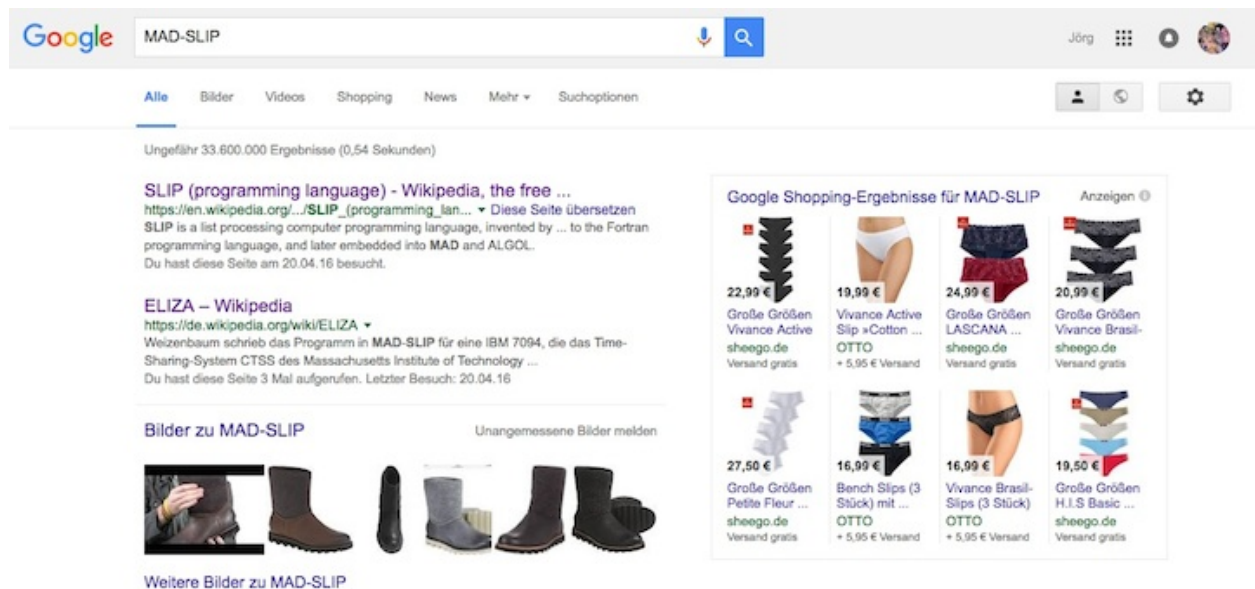 Google
MAD-SLIP
Jörg
Alle Bilder Videos Shopping News Mehr Suchoptionen
Ungefähr 33.600.000 Ergebnisse (0,54 Sekunden)
SLIP (programming language) - Wikipedia, the free ...
https://en.wikipedia.org/.../SLIP_(programming_lan... Diese Seite übersetzen
SLIP is a list processing computer programming language, invented by ... to the Fortran
programming language, and later embedded into MAD and ALGOL.
Du hast diese Seite am 20.04.16 besucht.
ELIZA – Wikipedia
https://de.wikipedia.org/wiki/ELIZA
Weizenbaum schrieb das Programm in MAD-SLIP für eine IBM 7094, die das Time-
Sharing-System CTSS des Massachusetts Institute of Technology ...
Du hast diese Seite 3 Mal aufgerufen. Letzter Besuch: 20.04.16
Bilder zu MAD-SLIP
Unangemessene Bilder melden
Weitere Bilder zu MAD-SLIP
Google Shopping-Ergebnisse für MAD-SLIP
Anzeigen
22,99 €
Große Größen
Vivance Active
sheego.de
Versand gratis
19,99 €
Vivance Active
Slip »Cotton ...
OTTO
+ 5,95 € Versand
24,99 €
Große Größen
LASCANA ...
sheego.de
Versand gratis
20,99 €
Große Größen
Vivance Brasil-
sheego.de
Versand gratis
27,50 €
Große Größen
Petite Fleur ...
sheego.de
Versand gratis
16,99 €
Bench Slips (3
Stück) mit ...
OTTO
+ 5,95 € Versand
16,99 €
Vivance Brasil-
Slips (3 Stück)
OTTO
+ 5,95 € Versand
19,50 €
Große Größen
H.I.S Basic ...
sheego.de
Versand gratis